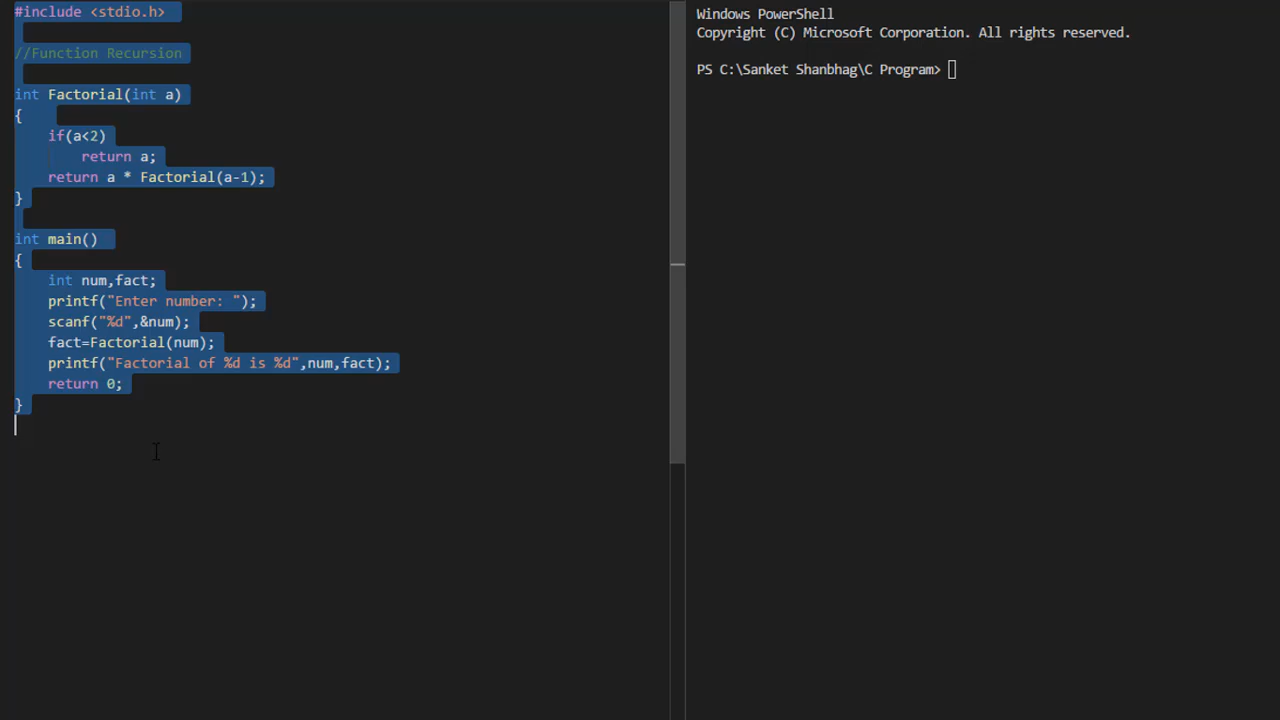 #include <stdio.h>
//Function Recursion
int Factorial(int a)
{
if(a<2)
return a;
return a * Factorial(a-1);
}
int main()
{
int num,fact;
printf("Enter number: ");
scanf("%d",&num);
fact=Factorial(num);
printf("Factorial of %d is %d",num,fact);
return 0;
}
Windows PowerShell
Copyright (C) Microsoft Corporation. All rights reserved.
PS C:\Sanket Shanbhag\C Program>